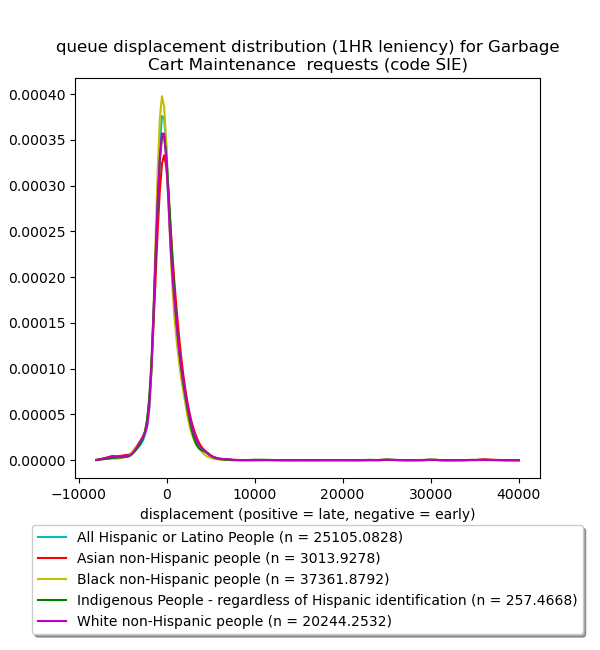 queue displacement distribution (1HR leniency) for Garbage
Cart Maintenance  requests (code SIE)
0.00040
0.00035
0.00030
0.00025
0.00020
0.00015
0.00010
0.00005
0.00000
−10000 0 10000 20000 30000 40000
displacement (positive = late, negative = early)
All Hispanic or Latino People (n = 25105.0828)
Asian non-Hispanic people (n = 3013.9278)
Black non-Hispanic people (n = 37361.8792)
Indigenous People - regardless of Hispanic identification (n = 257.4668)
White non-Hispanic people (n = 20244.2532)